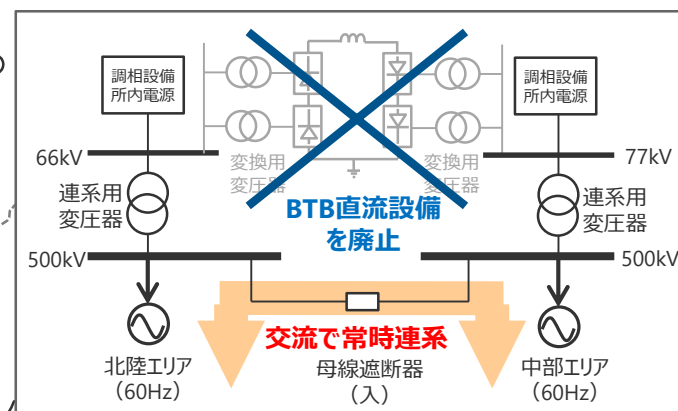 調相設備
所内電源
調相設備
所内電源
66kV
変換用
変圧器
変換用
変圧器
77kV
連系用
変圧器
BTB直流設備
を廃止
連系用
変圧器
500kV
500kV
交流で常時連系
北陸エリア
（60Hz）
母線遮断器
（入）
中部エリア
（60Hz）